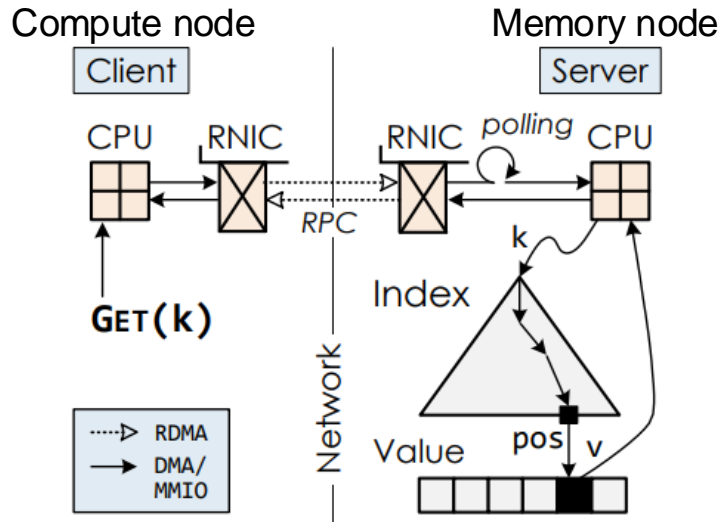 Compute node
Memory node
Client
Server
CPU
RNIC
RNIC
polling
CPU
RPC
k
GET(k)
Index
Network
RDMA
DMA/
MMIO
pos
v
Value